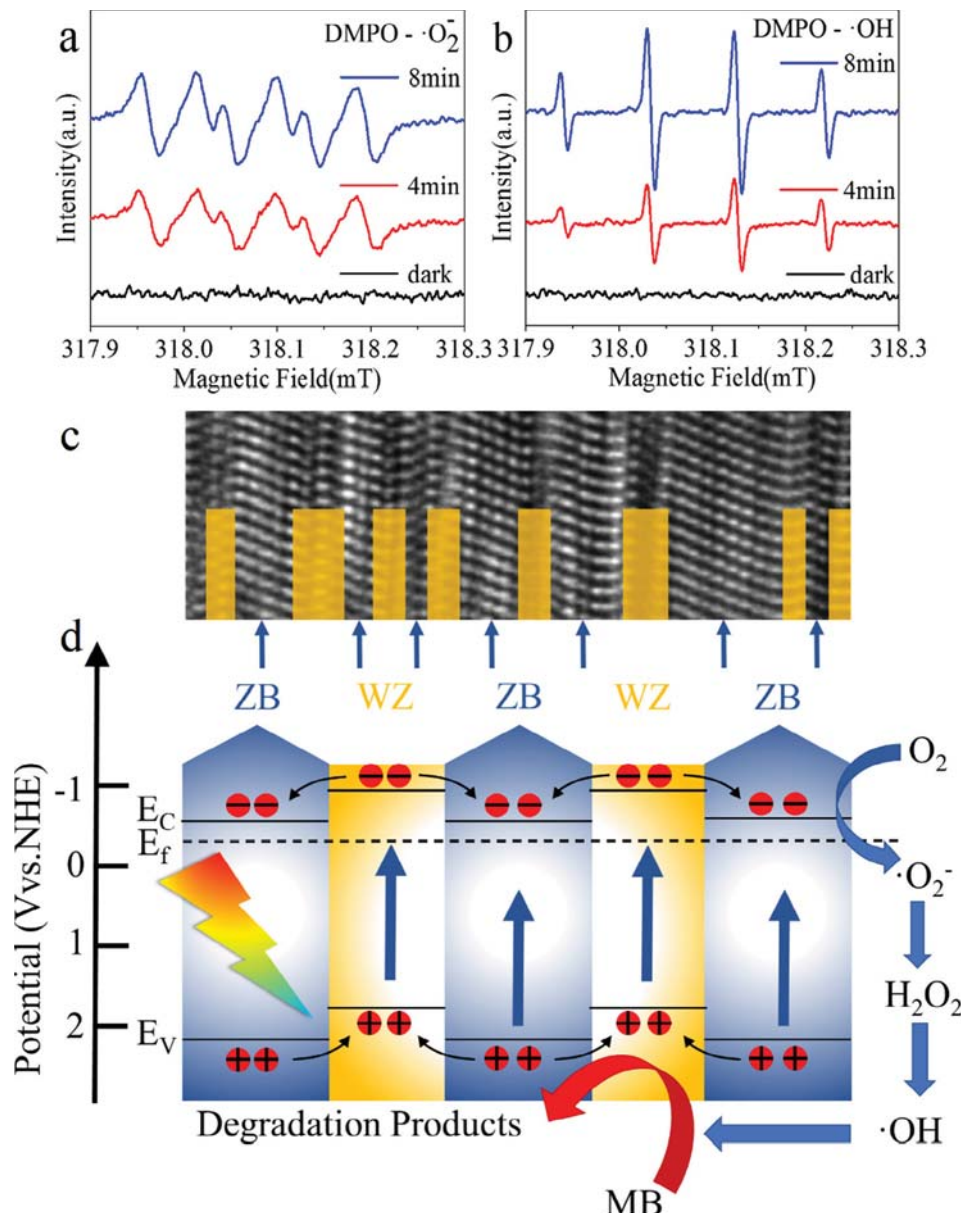 a
DMPO - ·O₂⁻
8min
4min
dark
Intensity(a.u.)
317.9 318.0 318.1 318.2 318.3
Magnetic Field(mT)
b
DMPO - ·OH
8min
4min
dark
Intensity(a.u.)
317.9 318.0 318.1 318.2 318.3
Magnetic Field(mT)
c
d
ZB WZ ZB WZ ZB
Potential (V vs.NHE)
-1
0
1
2
E_C
E_f
E_V
O₂
·O₂⁻
H₂O₂
·OH
Degradation Products
MB